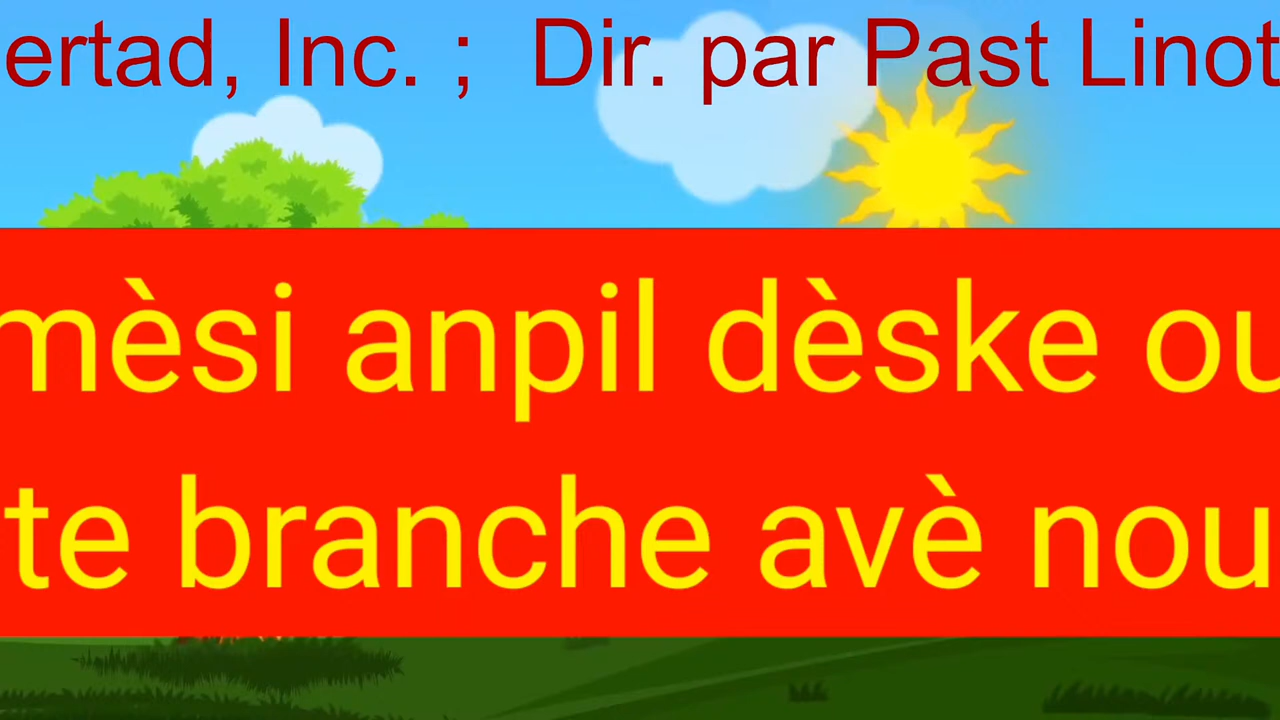 ertad, Inc. ; Dir. par Past Linot
mèsi anpil dèske ou
te branche avè nou